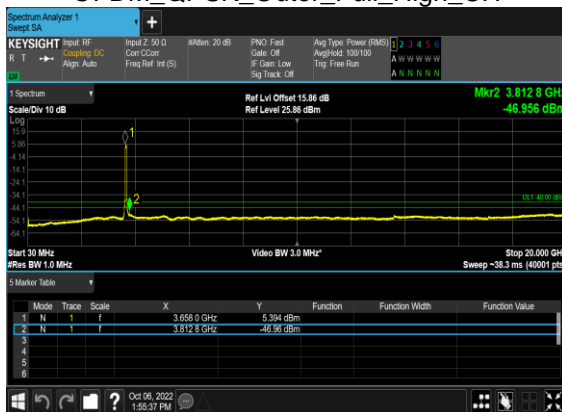 Spectrum Analyzer 1
Swept SA
KEYSIGHT Input: RF Input Z: 50 Ω #Atten: 20 dB PNO: Fast Avg Type: Power (RMS) 1 2 3 4 5 6
R T Coupling: DC Corr CCorr Gate: Off Avg|Hold: 100/100 A W W W W W
Align: Auto Freq Ref: Int (S) IF Gain: Low Trig: Free Run
Sig Track: Off A N N N N N
1 Spectrum Ref Lvl Offset 15.86 dB Mkr2 3.812 8 GHz
Scale/Div 10 dB Ref Level 25.86 dBm -46.956 dBm
Log
15.9
5.86
-4.14
-14.1
-24.1
-34.1
-44.1
-54.1
-64.1
1
2
DL1 -40.00 dBm
Start 30 MHz Video BW 3.0 MHz* Stop 20.000 GHz
#Res BW 1.0 MHz Sweep ~38.3 ms (40001 pts)
5 Marker Table
Mode Trace Scale X Y Function Function Width Function Value
1 N 1 f 3.658 0 GHz 5.394 dBm
2 N 1 f 3.812 8 GHz -46.96 dBm
3
4
5
6
Oct 06, 2022
1:55:37 PM